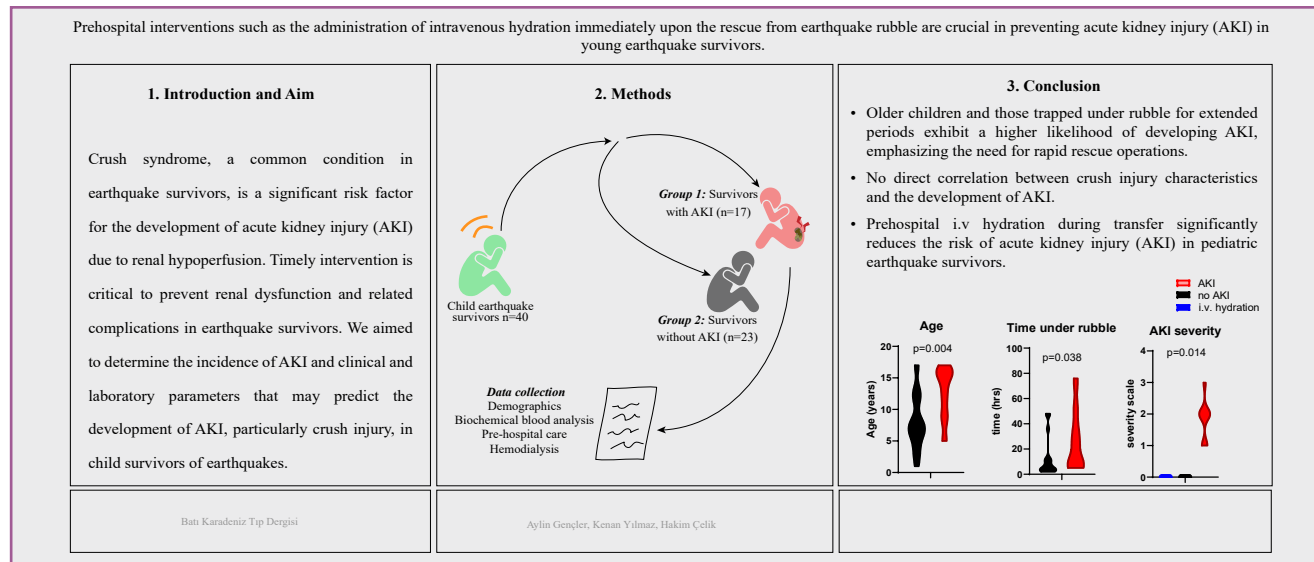 Prehospital interventions such as the administration of intravenous hydration immediately upon the rescue from earthquake rubble are crucial in preventing acute kidney injury (AKI) in
young earthquake survivors.
1. Introduction and Aim
Crush syndrome, a common condition in
earthquake survivors, is a significant risk factor
for the development of acute kidney injury (AKI)
due to renal hypoperfusion. Timely intervention is
critical to prevent renal dysfunction and related
complications in earthquake survivors. We aimed
to determine the incidence of AKI and clinical and
laboratory parameters that may predict the
development of AKI, particularly crush injury, in
child survivors of earthquakes.
2. Methods
Group 1: Survivors
with AKI (n=17)
Child earthquake
survivors n=40
Group 2: Survivors
without AKI (n=23)
Data collection
Demographics
Biochemical blood analysis
Pre-hospital care
Hemodialysis
3. Conclusion
• Older children and those trapped under rubble for extended
periods exhibit a higher likelihood of developing AKI,
emphasizing the need for rapid rescue operations.
• No direct correlation between crush injury characteristics
and the development of AKI.
• Prehospital i.v hydration during transfer significantly
reduces the risk of acute kidney injury (AKI) in pediatric
earthquake survivors.
AKI
no AKI
i.v. hydration
Age
p=0.004
20
15
10
5
0
Age (years)
Time under rubble
p=0.038
100
80
60
40
20
0
time (hrs)
AKI severity
p=0.014
4
3
2
1
0
severity scale
Batı Karadeniz Tıp Dergisi
Aylin Gençler, Kenan Yılmaz, Hakim Çelik